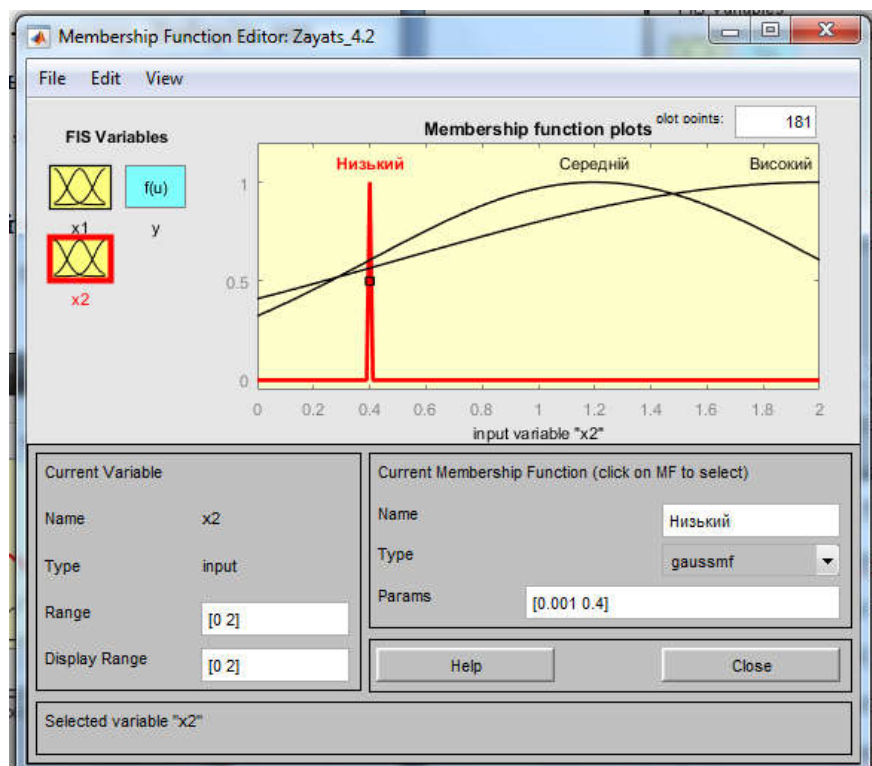 Membership Function Editor: Zayats_4.2
File Edit View
FIS Variables
Membership function plots
plot points:
181
f(u)
x1
y
x2
Низький
Середній
Високий
1
0.5
0
0 0.2 0.4 0.6 0.8 1 1.2 1.4 1.6 1.8 2
input variable "x2"
Current Variable
Name x2
Type input
Range [0 2]
Display Range [0 2]
Current Membership Function (click on MF to select)
Name Низький
Type gaussmf
Params [0.001 0.4]
Help
Close
Selected variable "x2"